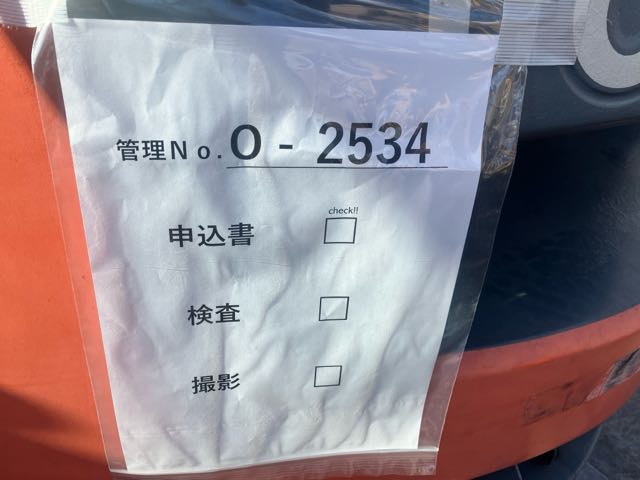 管理No. O - 2534
check!!
申込書 □
検査 □
撮影 □